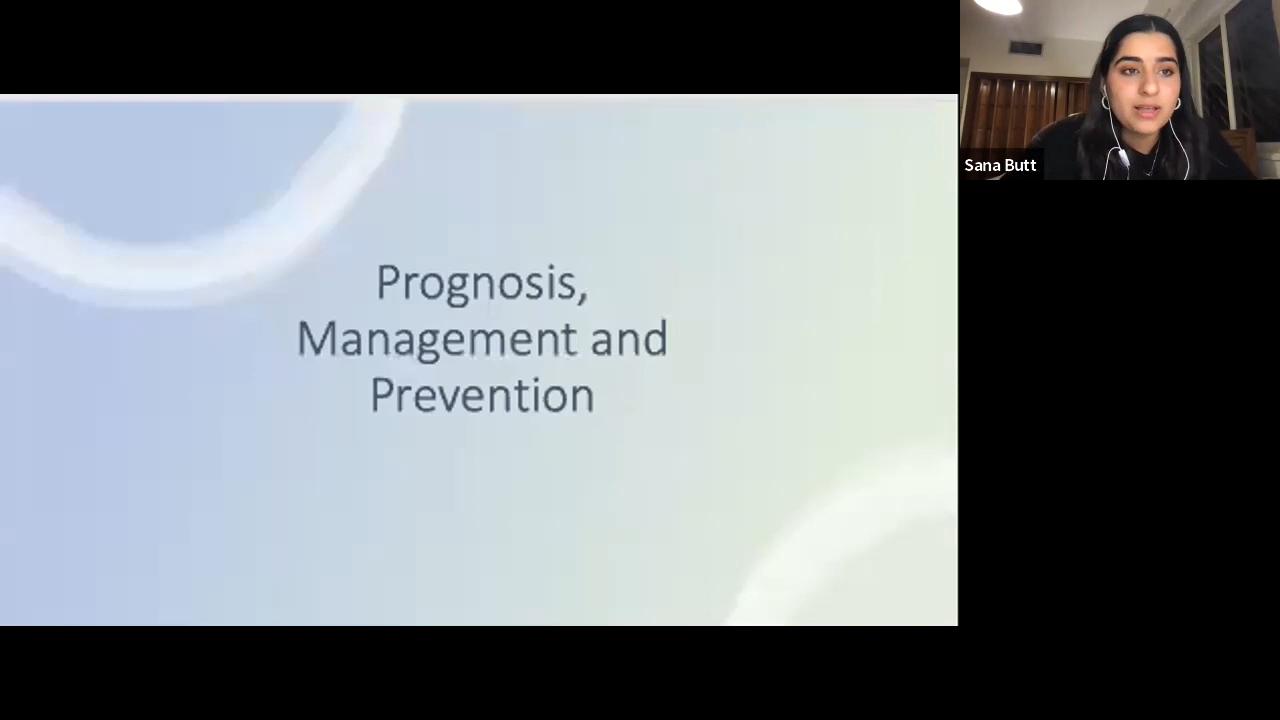 Prognosis,
Management and
Prevention
Sana Butt